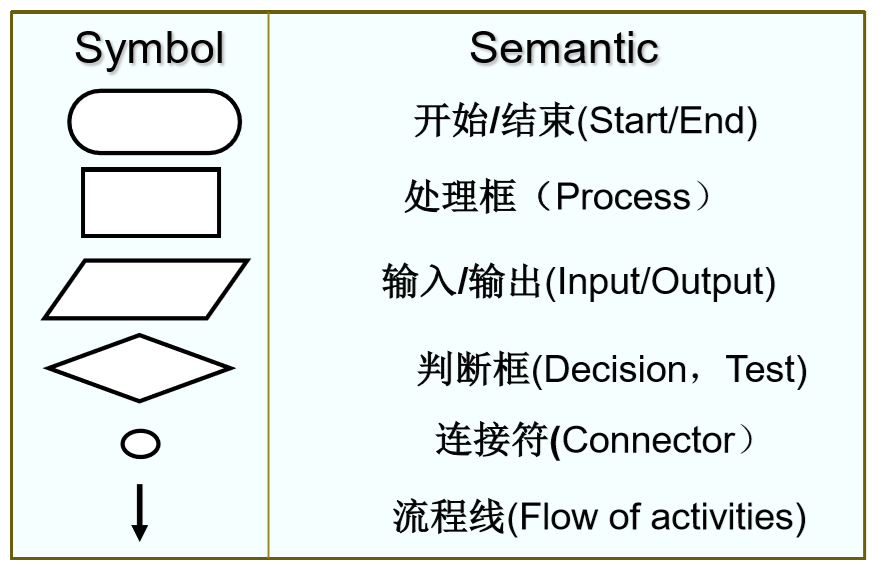 Symbol Semantic
开始/结束(Start/End)
处理框（Process）
输入/输出(Input/Output)
判断框(Decision，Test)
连接符(Connector）
流程线(Flow of activities)